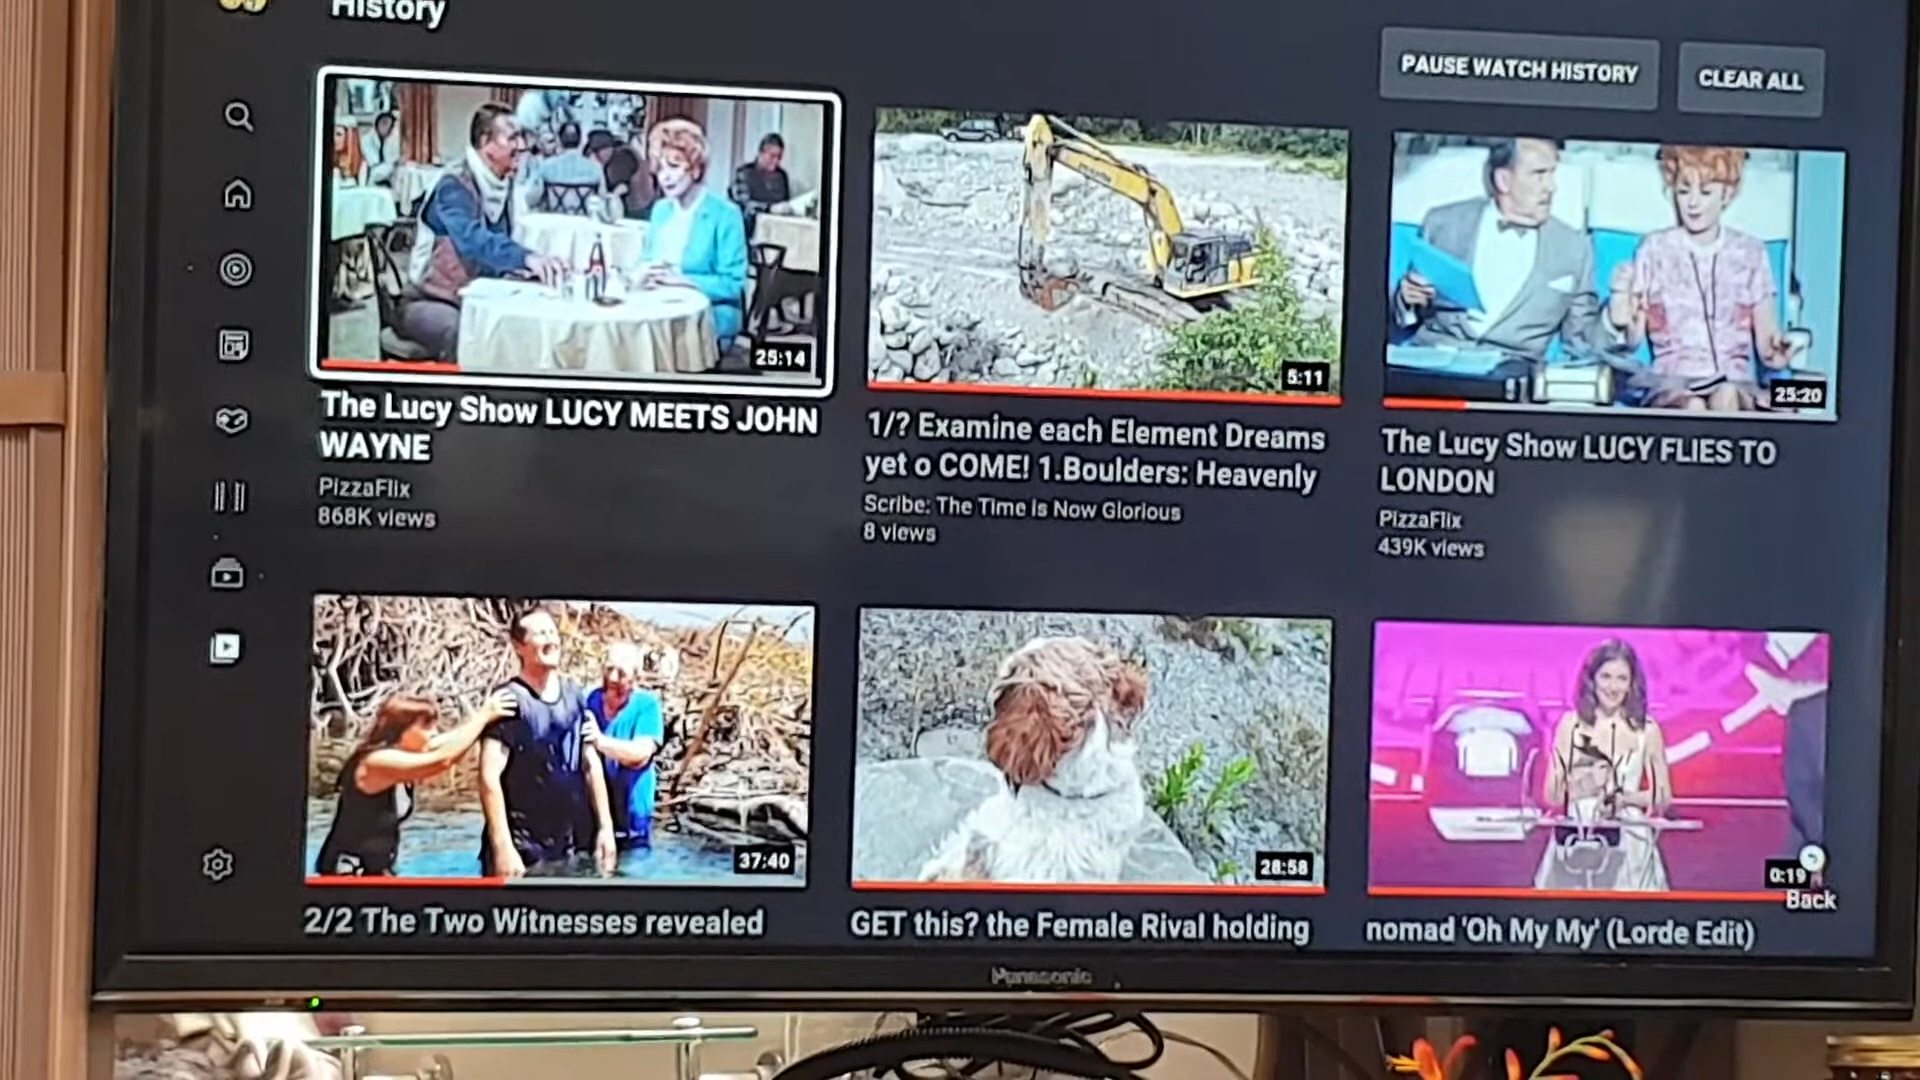 History
PAUSE WATCH HISTORY
CLEAR ALL
25:14
5:11
25:20
The Lucy Show LUCY MEETS JOHN
WAYNE
PizzaFlix
868K views
1/? Examine each Element Dreams
yet o COME! 1.Boulders: Heavenly
Scribe: The Time is Now Glorious
8 views
The Lucy Show LUCY FLIES TO
LONDON
PizzaFlix
439K views
37:40
28:58
0:19
Back
2/2 The Two Witnesses revealed
GET this? the Female Rival holding
nomad 'Oh My My' (Lorde Edit)
Panasonic